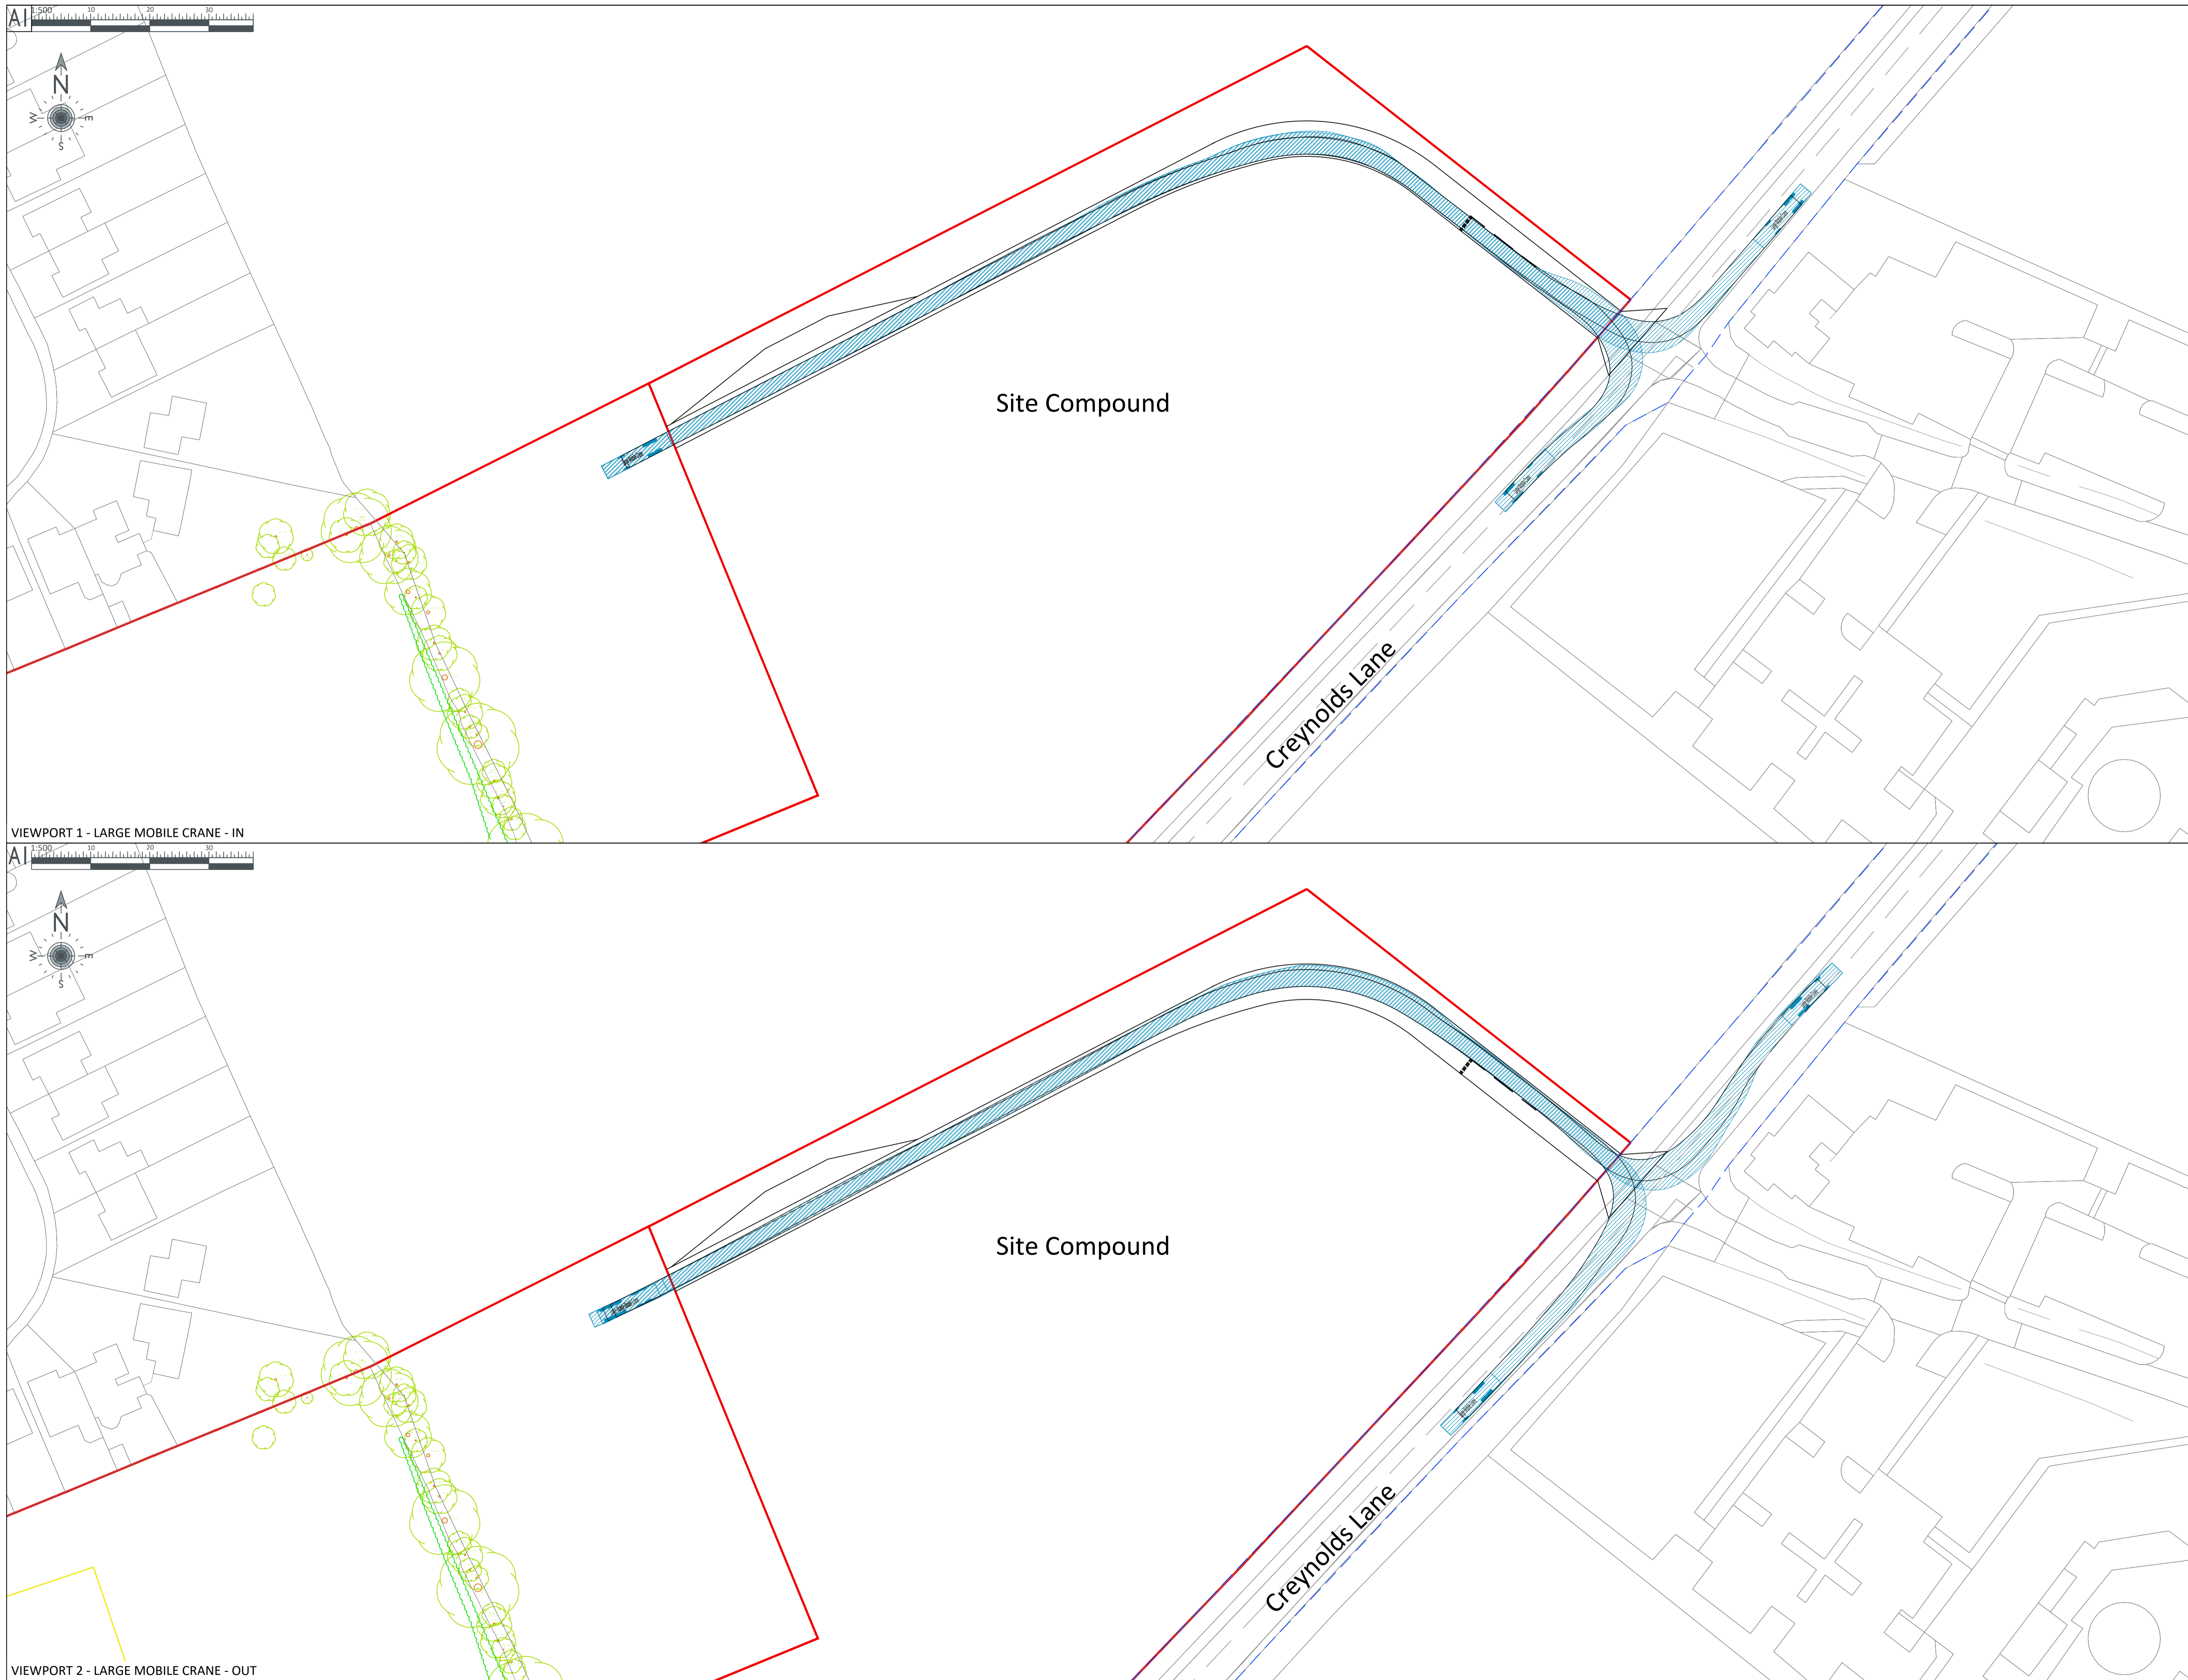 A1
1:500
10
20
30
N
W
E
S
Site Compound
Creynolds Lane
VIEWPORT 1 - LARGE MOBILE CRANE - IN
A1
1:500
10
20
30
N
W
E
S
Site Compound
Creynolds Lane
VIEWPORT 2 - LARGE MOBILE CRANE - OUT